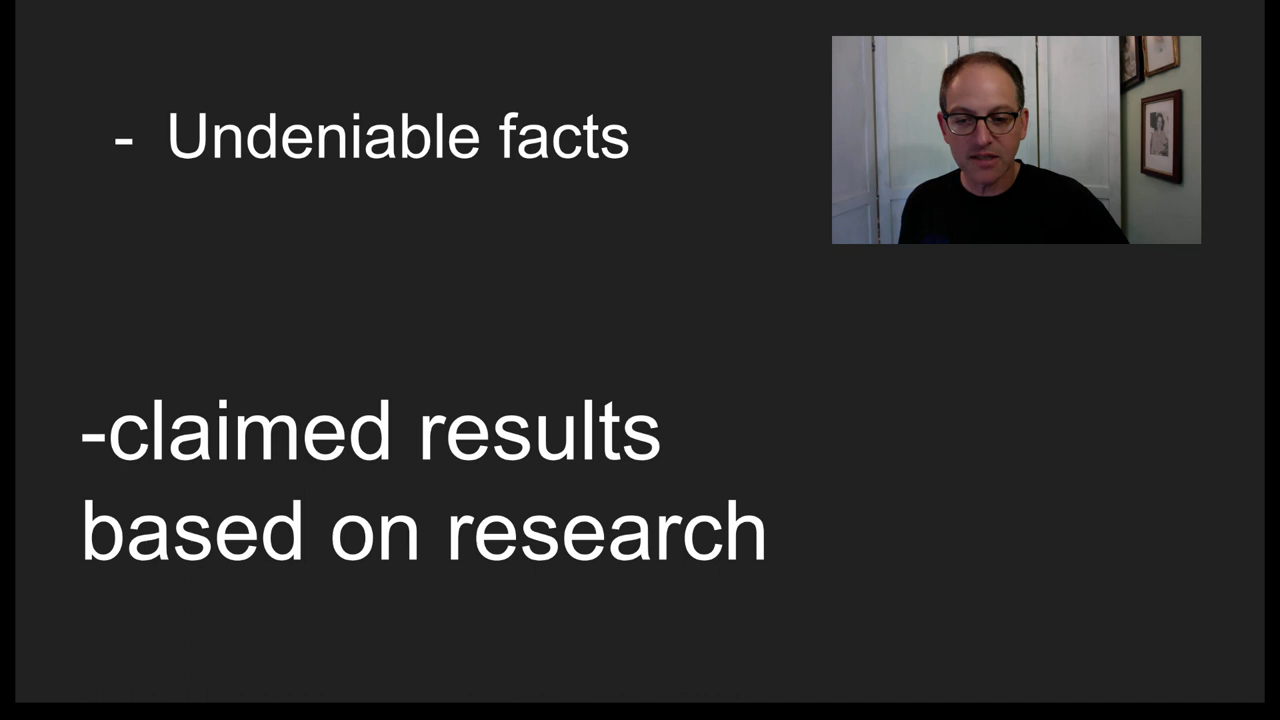 - Undeniable facts
-claimed results
based on research